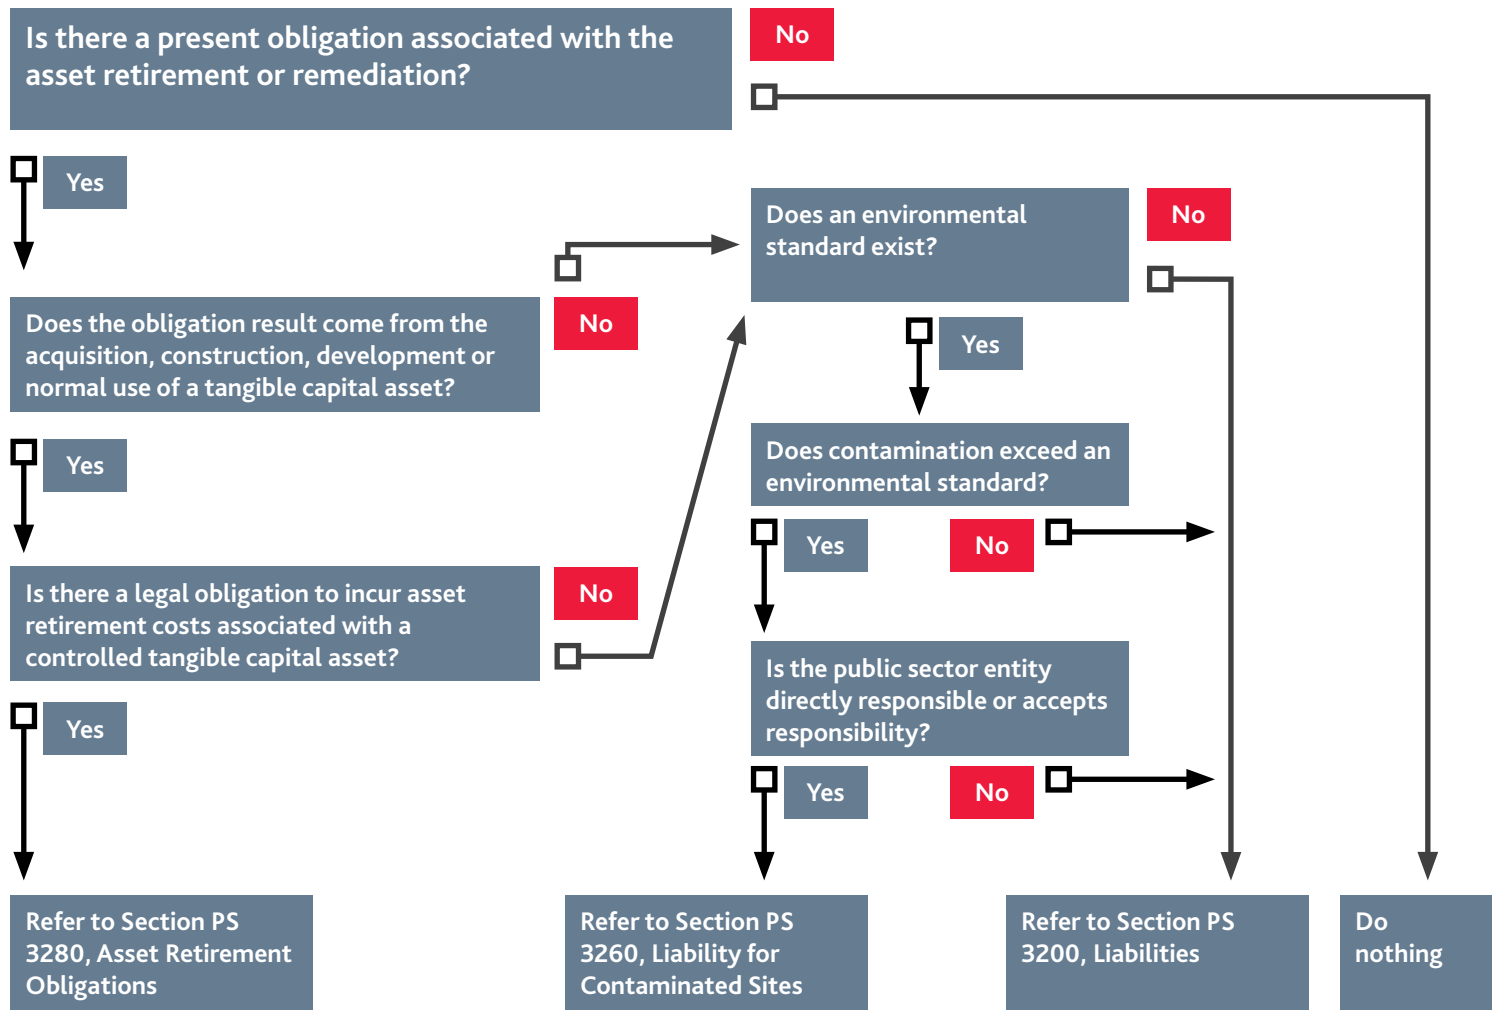 Is there a present obligation associated with the
asset retirement or remediation?
No
Yes
Does an environmental
standard exist?
No
Does the obligation result come from the
acquisition, construction, development or
normal use of a tangible capital asset?
No
Yes
Yes
Does contamination exceed an
environmental standard?
Yes
No
Is there a legal obligation to incur asset
retirement costs associated with a
controlled tangible capital asset?
No
Is the public sector entity
directly responsible or accepts
responsibility?
Yes
Yes
No
Refer to Section PS
3280, Asset Retirement
Obligations
Refer to Section PS
3260, Liability for
Contaminated Sites
Refer to Section PS
3200, Liabilities
Do
nothing